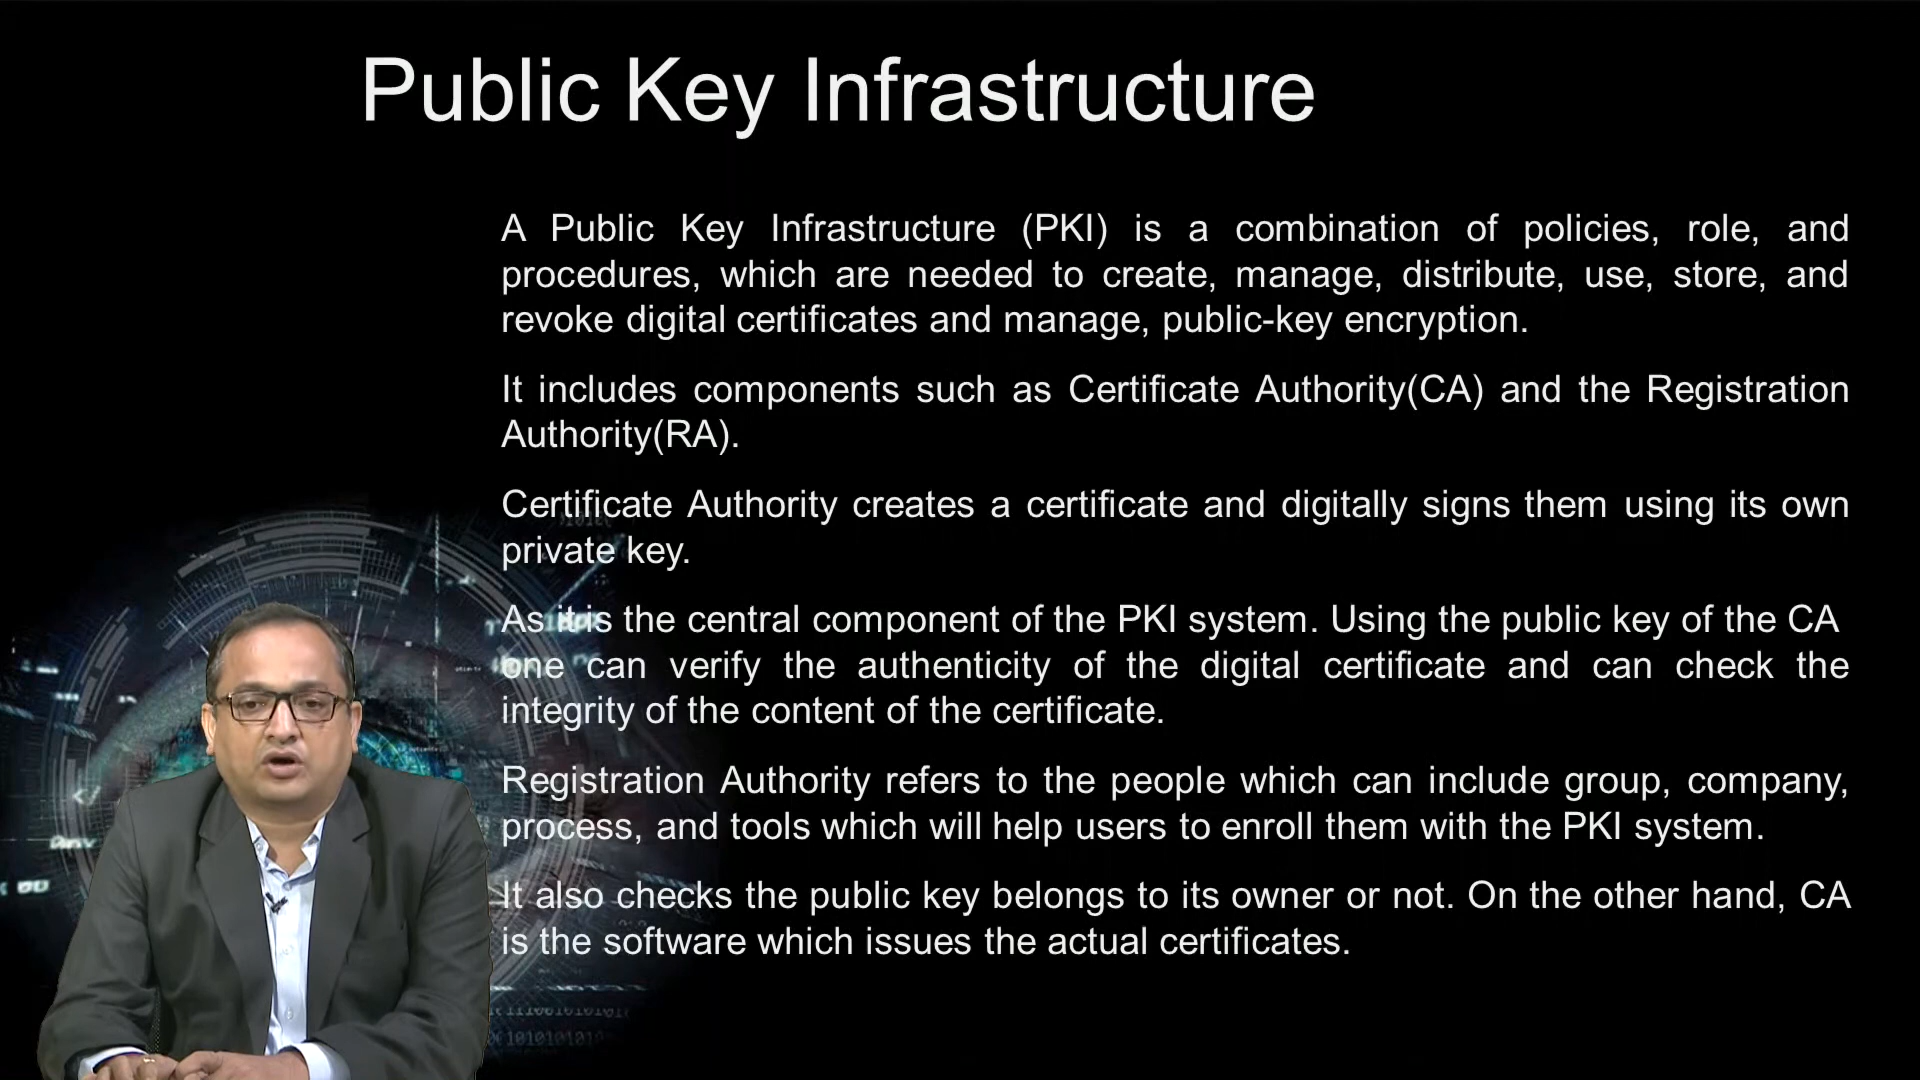 Public Key Infrastructure
A Public Key Infrastructure (PKI) is a combination of policies, role, and
procedures, which are needed to create, manage, distribute, use, store, and
revoke digital certificates and manage, public-key encryption.
It includes components such as Certificate Authority(CA) and the Registration
Authority(RA).
Certificate Authority creates a certificate and digitally signs them using its own
private key.
As it is the central component of the PKI system. Using the public key of the CA
one can verify the authenticity of the digital certificate and can check the
integrity of the content of the certificate.
Registration Authority refers to the people which can include group, company,
process, and tools which will help users to enroll them with the PKI system.
It also checks the public key belongs to its owner or not. On the other hand, CA
is the software which issues the actual certificates.